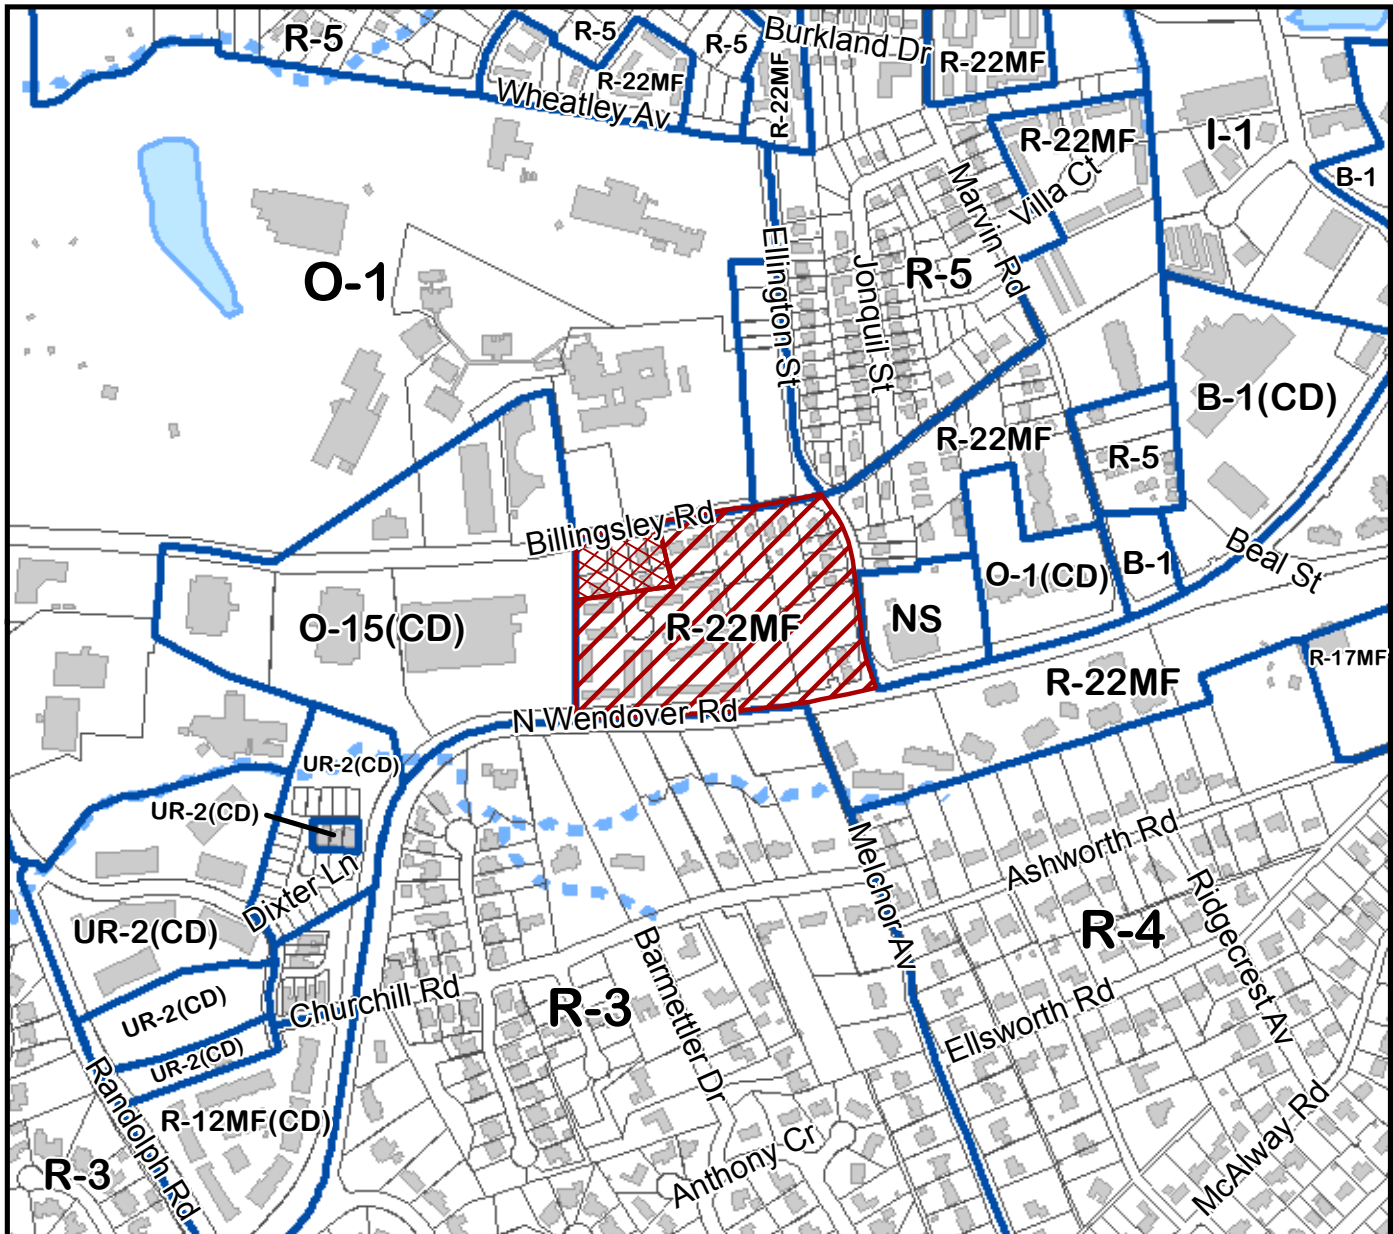 R-5
R-5
R-5
Burkland Dr
R-22MF
R-22MF
R-22MF
Wheatley Av
R-22MF
I-1
B-1
Marvin Rd
Villa Ct
O-1
Ellington St
Jonquil St
R-5
B-1(CD)
R-22MF
R-5
Billingsley Rd
Beal St
B-1
O-1(CD)
NS
O-15(CD)
R-22MF
R-17MF
R-22MF
N Wendover Rd
UR-2(CD)
UR-2(CD)
Melchor Av
Ashworth Rd
Dixter Ln
Ridgecrest Av
UR-2(CD)
R-4
Barmettler Dr
UR-2(CD)
Churchill Rd
R-3
Ellsworth Rd
UR-2(CD)
Randolph Rd
R-12MF(CD)
McAlway Rd
Anthony Cr
R-3